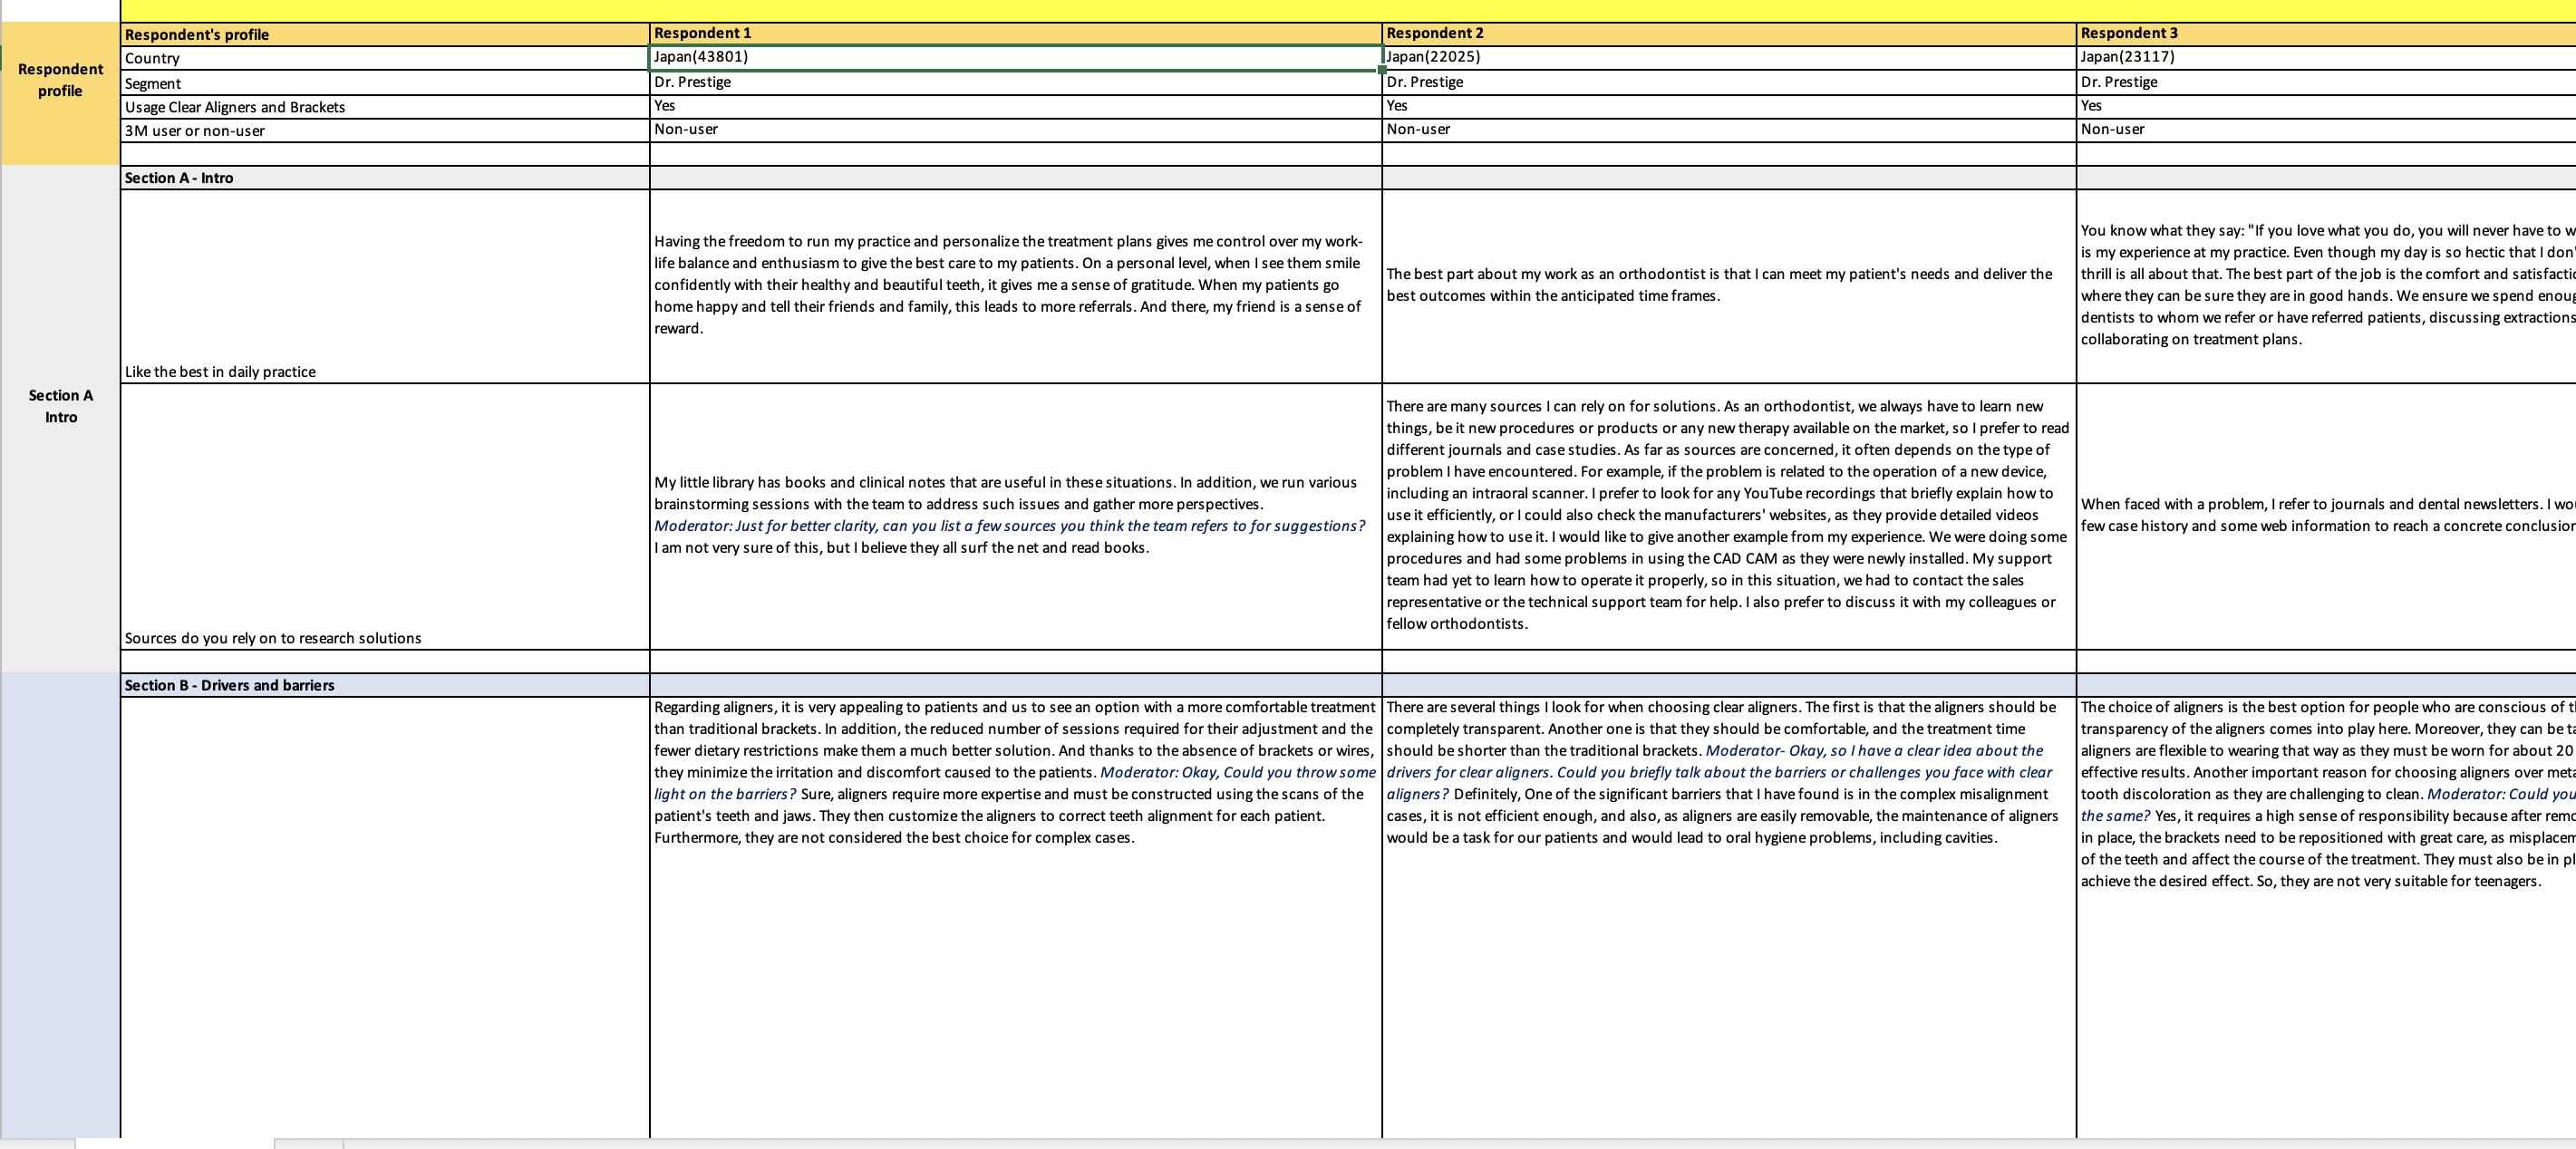 Respondent profile
Respondent's profile
Respondent 1
Respondent 2
Respondent 3
Country
Japan(43801)
Japan(22025)
Japan(23117)
Segment
Dr. Prestige
Dr. Prestige
Dr. Prestige
Usage Clear Aligners and Brackets
Yes
Yes
Yes
3M user or non-user
Non-user
Non-user
Non-user
Section A
Intro
Section A - Intro
Like the best in daily practice
Having the freedom to run my practice and personalize the treatment plans gives me control over my work-
life balance and enthusiasm to give the best care to my patients. On a personal level, when I see them smile
confidently with their healthy and beautiful teeth, it gives me a sense of gratitude. When my patients go
home happy and tell their friends and family, this leads to more referrals. And there, my friend is a sense of
reward.
The best part about my work as an orthodontist is that I can meet my patient's needs and deliver the
best outcomes within the anticipated time frames.
You know what they say: "If you love what you do, you will never have to w
is my experience at my practice. Even though my day is so hectic that I don'
thrill is all about that. The best part of the job is the comfort and satisfactio
where they can be sure they are in good hands. We ensure we spend enoug
dentists to whom we refer or have referred patients, discussing extractions
collaborating on treatment plans.
Sources do you rely on to research solutions
My little library has books and clinical notes that are useful in these situations. In addition, we run various
brainstorming sessions with the team to address such issues and gather more perspectives.
Moderator: Just for better clarity, can you list a few sources you think the team refers to for suggestions?
I am not very sure of this, but I believe they all surf the net and read books.
There are many sources I can rely on for solutions. As an orthodontist, we always have to learn new
things, be it new procedures or products or any new therapy available on the market, so I prefer to read
different journals and case studies. As far as sources are concerned, it often depends on the type of
problem I have encountered. For example, if the problem is related to the operation of a new device,
including an intraoral scanner. I prefer to look for any YouTube recordings that briefly explain how to
use it efficiently, or I could also check the manufacturers' websites, as they provide detailed videos
explaining how to use it. I would like to give another example from my experience. We were doing some
procedures and had some problems in using the CAD CAM as they were newly installed. My support
team had yet to learn how to operate it properly, so in this situation, we had to contact the sales
representative or the technical support team for help. I also prefer to discuss it with my colleagues or
fellow orthodontists.
When faced with a problem, I refer to journals and dental newsletters. I wou
few case history and some web information to reach a concrete conclusion
Section B - Drivers and barriers
Regarding aligners, it is very appealing to patients and us to see an option with a more comfortable treatment
than traditional brackets. In addition, the reduced number of sessions required for their adjustment and the
fewer dietary restrictions make them a much better solution. And thanks to the absence of brackets or wires,
they minimize the irritation and discomfort caused to the patients. Moderator: Okay, Could you throw some
light on the barriers? Sure, aligners require more expertise and must be constructed using the scans of the
patient's teeth and jaws. They then customize the aligners to correct teeth alignment for each patient.
Furthermore, they are not considered the best choice for complex cases.
There are several things I look for when choosing clear aligners. The first is that the aligners should be
completely transparent. Another one is that they should be comfortable, and the treatment time
should be shorter than the traditional brackets. Moderator- Okay, so I have a clear idea about the
drivers for clear aligners. Could you briefly talk about the barriers or challenges you face with clear
aligners? Definitely, One of the significant barriers that I have found is in the complex misalignment
cases, it is not efficient enough, and also, as aligners are easily removable, the maintenance of aligners
would be a task for our patients and would lead to oral hygiene problems, including cavities.
The choice of aligners is the best option for people who are conscious of th
transparency of the aligners comes into play here. Moreover, they can be ta
aligners are flexible to wearing that way as they must be worn for about 20
effective results. Another important reason for choosing aligners over meta
tooth discoloration as they are challenging to clean. Moderator: Could you
the same? Yes, it requires a high sense of responsibility because after remo
in place, the brackets need to be repositioned with great care, as misplacem
of the teeth and affect the course of the treatment. They must also be in pl
achieve the desired effect. So, they are not very suitable for teenagers.